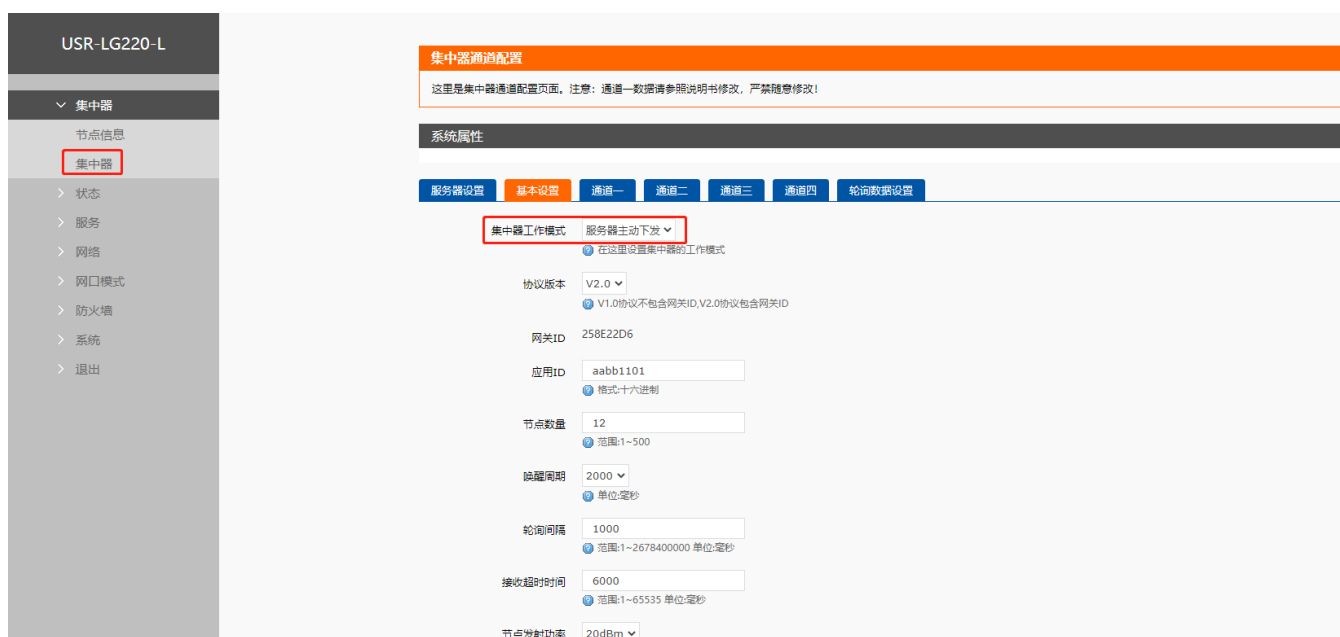 USR-LG220-L
集中器
节点信息
集中器
状态
服务
网络
网口模式
防火墙
系统
退出
集中器通道配置
这里是集中器通道配置页面。注意：通道一数据请参照说明书修改，严禁随意修改！
系统属性
服务器设置 基本设置 通道一 通道二 通道三 通道四 轮询数据设置
集中器工作模式 服务器主动下发
在这里设置集中器的工作模式
协议版本 V2.0
V1.0协议不包含网关ID,V2.0协议包含网关ID
网关ID 258E22D6
应用ID aabb1101
格式:十六进制
节点数量 12
范围:1~500
唤醒周期 2000
单位:毫秒
轮询间隔 1000
范围:1~2678400000 单位:毫秒
接收超时时间 6000
范围:1~65535 单位:毫秒
节点发射功率 20dBm